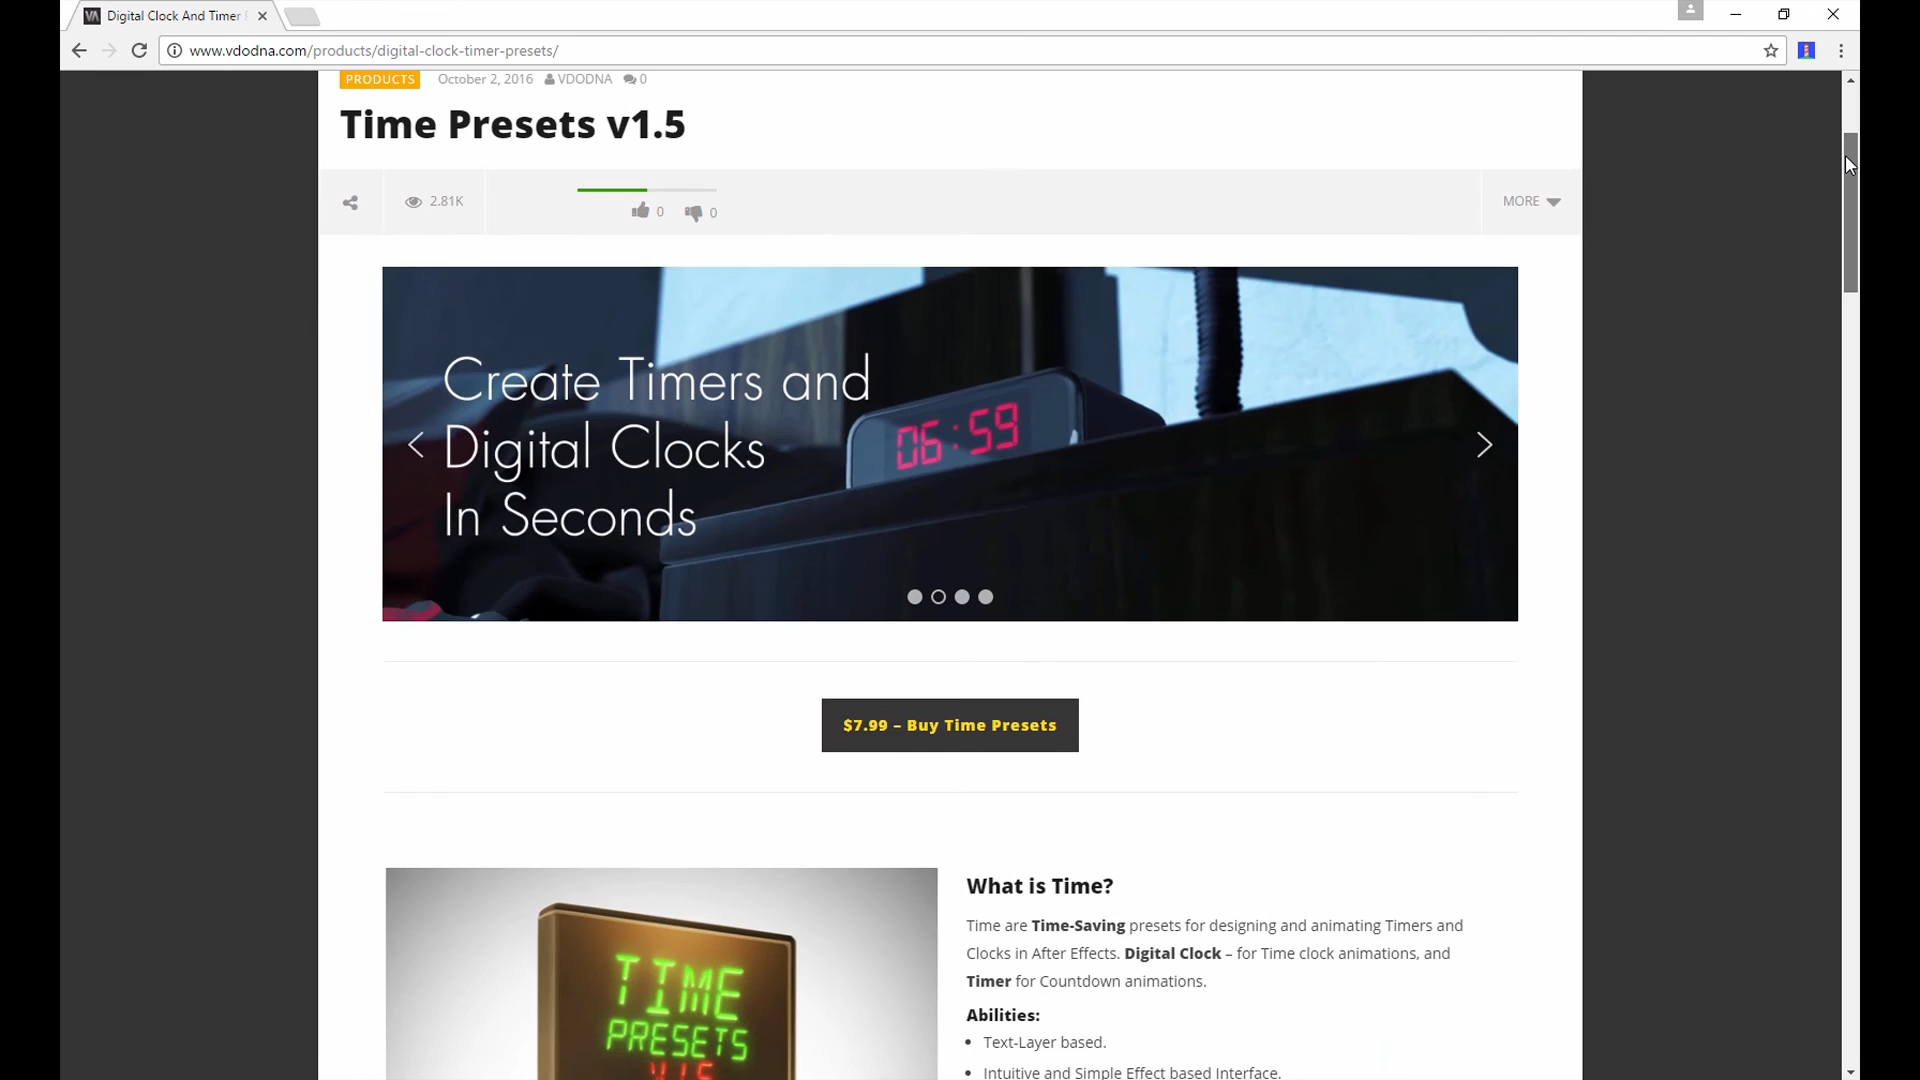 VA Digital Clock And Timer
www.vdodna.com/products/digital-clock-timer-presets/
PRODUCTS October 2, 2016 VDODNA 0
Time Presets v1.5
2.81K
0 0
MORE
Create Timers and
Digital Clocks
In Seconds
06:59
$7.99 – Buy Time Presets
TIME
PRESETS
V1.5
What is Time?
Time are Time-Saving presets for designing and animating Timers and
Clocks in After Effects. Digital Clock – for Time clock animations, and
Timer for Countdown animations.
Abilities:
• Text-Layer based.
• Intuitive and Simple Effect based Interface.